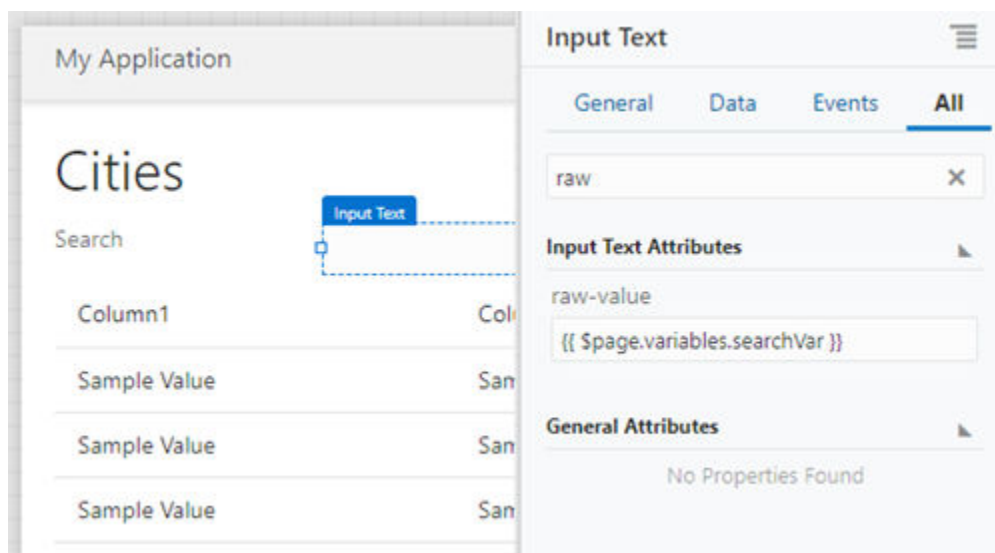 My Application
Cities
Search
Input Text
Column1
Sample Value
Sample Value
Sample Value
Input Text
General Data Events All
raw
Input Text Attributes
raw-value
{{ $page.variables.searchVar }}
General Attributes
No Properties Found